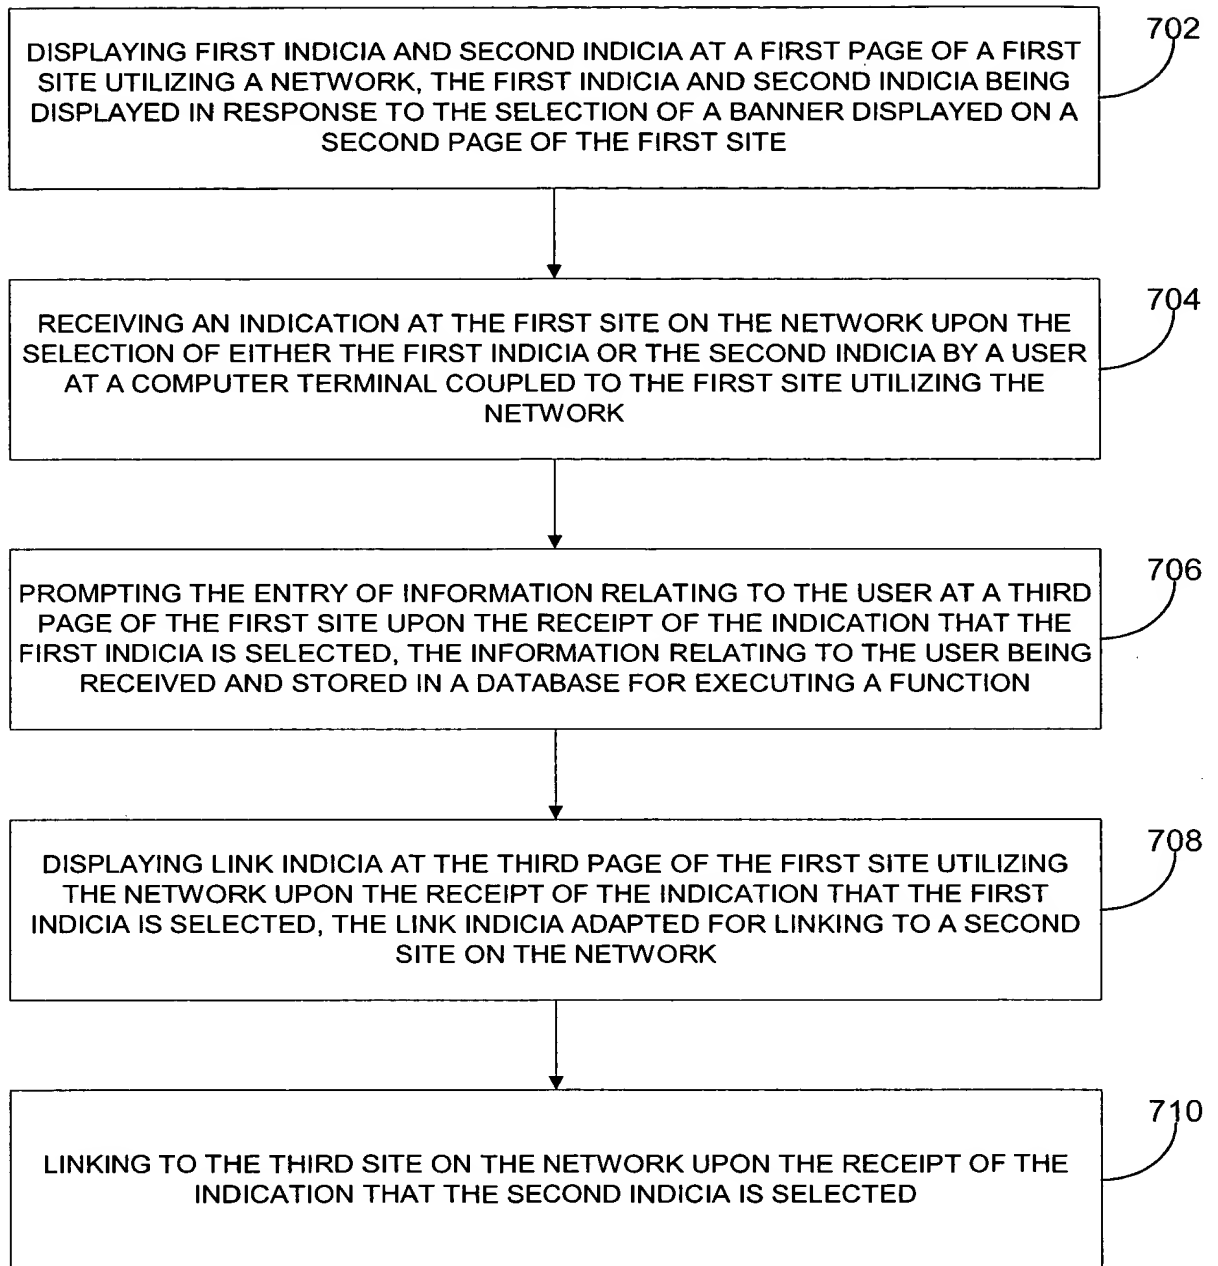 702
DISPLAYING FIRST INDICIA AND SECOND INDICIA AT A FIRST PAGE OF A FIRST
SITE UTILIZING A NETWORK, THE FIRST INDICIA AND SECOND INDICIA BEING
DISPLAYED IN RESPONSE TO THE SELECTION OF A BANNER DISPLAYED ON A
SECOND PAGE OF THE FIRST SITE
704
RECEIVING AN INDICATION AT THE FIRST SITE ON THE NETWORK UPON THE
SELECTION OF EITHER THE FIRST INDICIA OR THE SECOND INDICIA BY A USER
AT A COMPUTER TERMINAL COUPLED TO THE FIRST SITE UTILIZING THE
NETWORK
706
PROMPTING THE ENTRY OF INFORMATION RELATING TO THE USER AT A THIRD
PAGE OF THE FIRST SITE UPON THE RECEIPT OF THE INDICATION THAT THE
FIRST INDICIA IS SELECTED, THE INFORMATION RELATING TO THE USER BEING
RECEIVED AND STORED IN A DATABASE FOR EXECUTING A FUNCTION
708
DISPLAYING LINK INDICIA AT THE THIRD PAGE OF THE FIRST SITE UTILIZING
THE NETWORK UPON THE RECEIPT OF THE INDICATION THAT THE FIRST
INDICIA IS SELECTED, THE LINK INDICIA ADAPTED FOR LINKING TO A SECOND
SITE ON THE NETWORK
710
LINKING TO THE THIRD SITE ON THE NETWORK UPON THE RECEIPT OF THE
INDICATION THAT THE SECOND INDICIA IS SELECTED